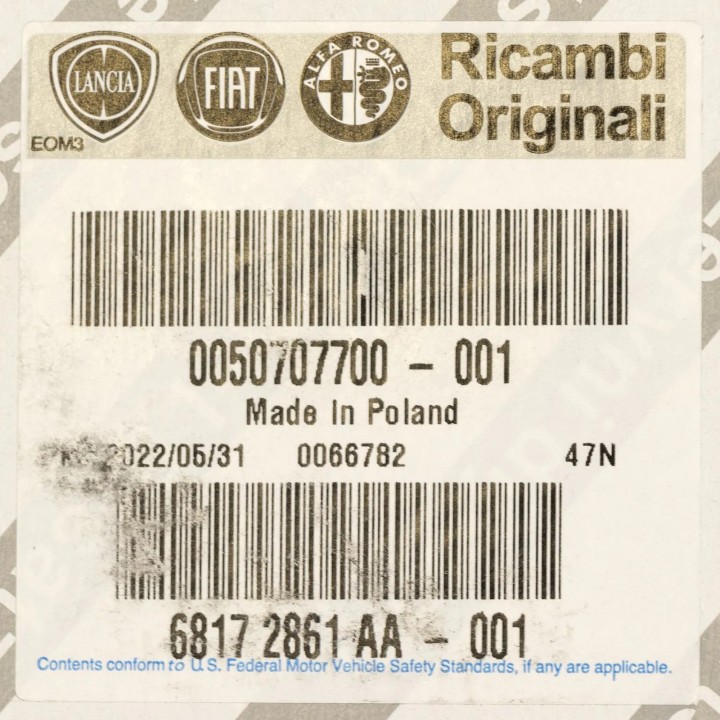 LANCIA FIAT ALFA ROMEO Ricambi
Originali
EOM3
0050707700 - 001
Made In Poland
2022/05/31 0066782 47N
6817 2861 AA - 001
Contents conform to U.S. Federal Motor Vehicle Safety Standards, if any are applicable.